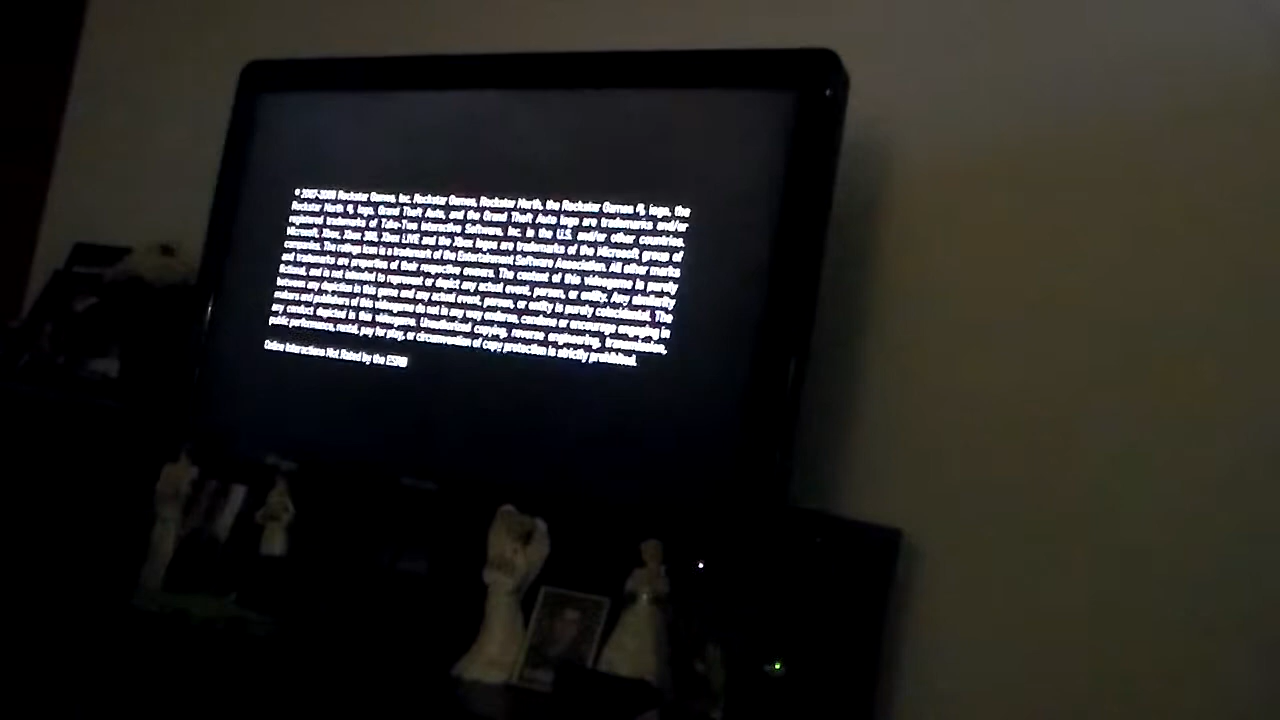 Rockstar Games, Inc. Rockstar Games, Rockstar North, the Rockstar Games logo, the
Rockstar North logo, Grand Theft Auto, and the Grand Theft Auto logo are trademarks and/or
registered trademarks of Take-Two Interactive Software, Inc. in the U.S. and/or other countries.
Microsoft, Xbox, Xbox 360, Xbox LIVE and the Xbox logos are trademarks of the Microsoft group of
companies. The ratings icon is a trademark of the Entertainment Software Association. All other marks
and trademarks are properties of their respective owners. The content of this videogame is purely
fictional, and is not intended to represent or depict any actual event, person, or entity. Any similarity
between any depiction in this game and any actual event, person, or entity is purely coincidental. The
makers and publishers of this videogame do not in any way endorse, condone or encourage engaging in
any conduct depicted in this videogame. Unauthorized copying, reverse engineering, transmission,
public performance, rental, pay for play, or circumvention of copy protection is strictly prohibited.
Online Interactions Not Rated by the ESRB